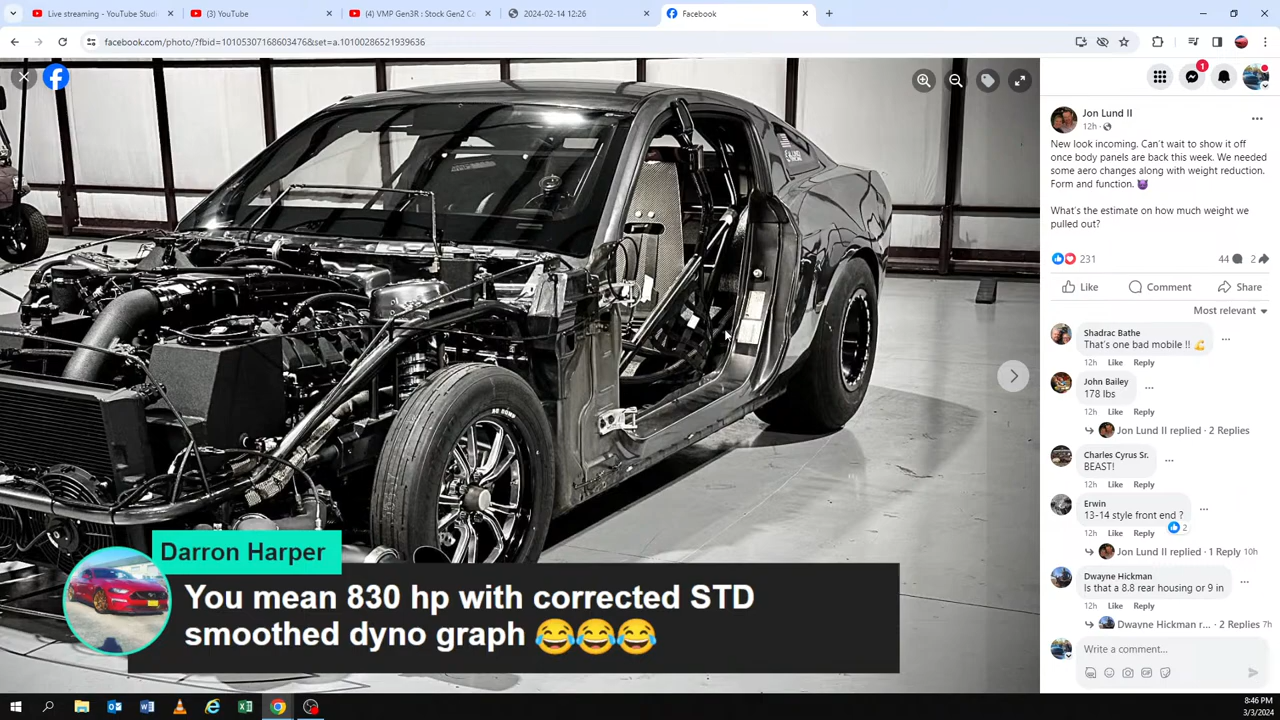 Live streaming - YouTube Studi
(3) YouTube
(4) VMP Gen3R : Stock Gen2 C
2024-02-14 12:26
Facebook
facebook.com/photo/?fbid=10105307168603476&set=a.10100286521939636
1
Jon Lund II
12h
New look incoming. Can't wait to show it off
once body panels are back this week. We needed
some aero changes along with weight reduction.
Form and function. 😈
What's the estimate on how much weight we
pulled out?
231
44
2
Like
Comment
Share
Most relevant
Shadrac Bathe
That's one bad mobile !! 💪
12h Like Reply
John Bailey
178 lbs
12h Like Reply
Jon Lund II replied · 2 Replies
Charles Cyrus Sr.
BEAST!
12h Like Reply
Erwin
13-14 style front end ?
2
12h Like Reply
Jon Lund II replied · 1 Reply 10h
Dwayne Hickman
Is that a 8.8 rear housing or 9 in
12h Like Reply
Dwayne Hickman r... · 2 Replies 7h
Write a comment...
GIF
Darron Harper
You mean 830 hp with corrected STD
smoothed dyno graph 😂😂😂
8:46 PM
3/3/2024